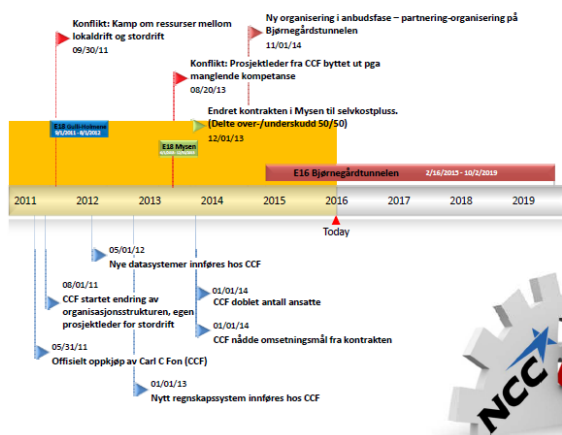 Ny organisering i anbudsfase – partnering-organisering på
Bjørnegårdstunnelen
11/01/14
Konflikt: Kamp om ressurser mellom
lokaldrift og stordrift
09/30/11
Konflikt: Prosjektleder fra CCF byttet ut pga
manglende kompetanse
08/20/13
Endret kontrakten i Mysen til selvkostpluss.
(Delte over-/underskudd 50/50)
12/01/13
E18 Gulli-Holmene
E18 Mysen
E16 Bjørnegårdtunnelen 2/16/2015 - 10/2/2019
2011 2012 2013 2014 2015 2016 2017 2018 2019
Today
05/01/12
Nye datasystemer innføres hos CCF
08/01/11
CCF startet endring av
organisasjonsstrukturen, egen
prosjektleder for stordrift
01/01/14
CCF doblet antall ansatte
01/01/14
CCF nådde omsetningsmål fra kontrakten
05/31/11
Offisielt oppkjøp av Carl C Fon (CCF)
01/01/13
Nytt regnskapssystem innføres hos CCF
NCC